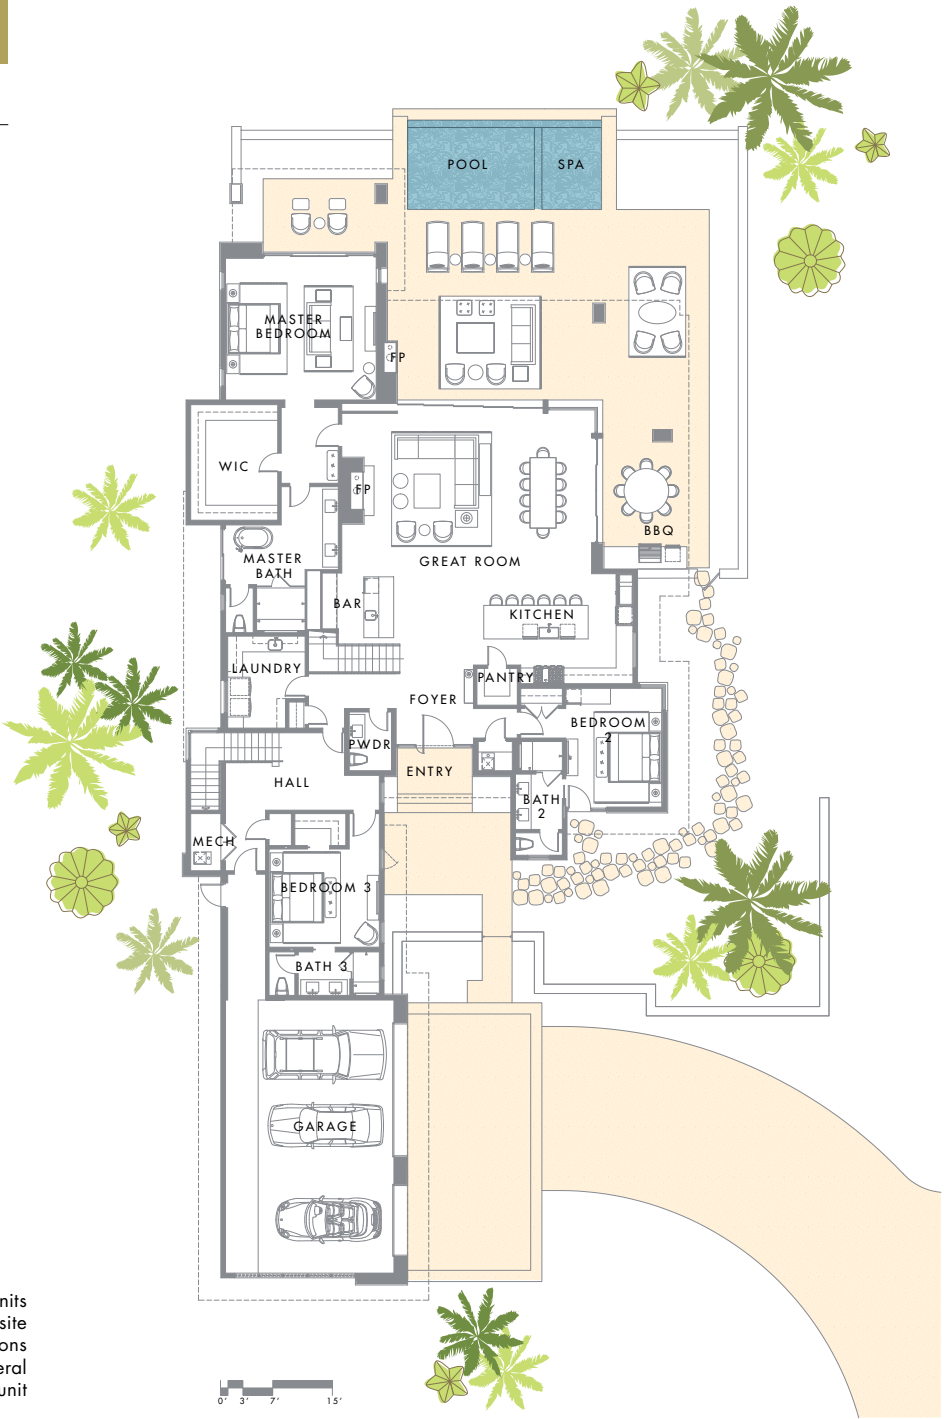 POOL
SPA
MASTER
BEDROOM
FP
WIC
FP
BBQ
GREAT ROOM
MASTER
BATH
BAR
KITCHEN
LAUNDRY
PANTRY
FOYER
BEDROOM
2
PWDR
ENTRY
HALL
BATH
2
MECH
BEDROOM 3
BATH 3
GARAGE
nits
site
ons
eral
unit
0' 3' 7' 15'